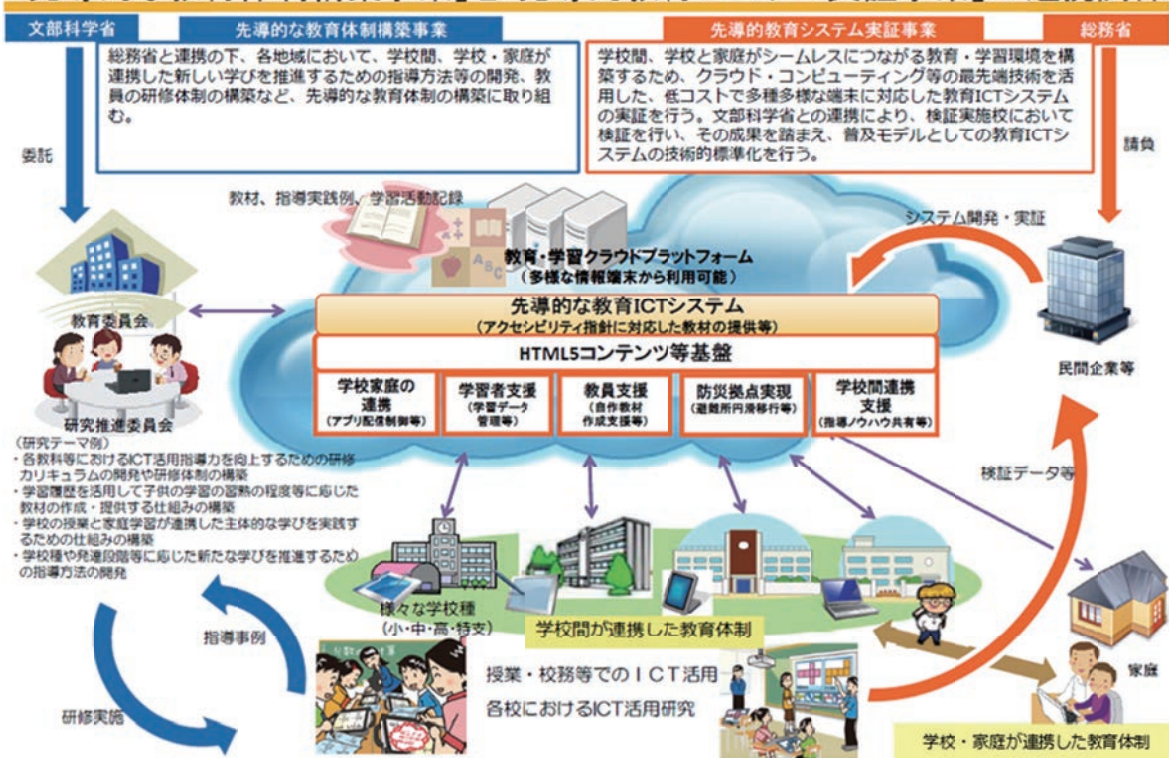 文部科学省
先導的な教育体制構築事業
総務省と連携の下、各地域において、学校間、学校・家庭が
連携した新しい学びを推進するための指導方法等の開発、教
員の研修体制の構築など、先導的な教育体制の構築に取り組
む。
先導的教育システム実証事業
総務省
学校間、学校と家庭がシームレスにつながる教育・学習環境を構
築するため、クラウド・コンピューティング等の最先端技術を活
用した、低コストで多種多様な端末に対応した教育ICTシステム
の実証を行う。文部科学省との連携により、検証実施校において
検証を行い、その成果を踏まえ、普及モデルとしての教育ICTシ
ステムの技術的標準化を行う。
委託
請負
教材、指導実践例、学習活動記録
システム開発・実証
教育・学習クラウドプラットフォーム
(多様な情報端末から利用可能)
先導的な教育ICTシステム
(アクセシビリティ指針に対応した教材の提供等)
HTML5コンテンツ等基盤
学校家庭の
連携
(アプリ配信制御等)
学習者支援
(学習データ
管理等)
教員支援
(自作教材
作成支援等)
防災拠点実現
(避難所円滑移行等)
学校間連携
支援
(指導ノウハウ共有等)
教育委員会
研究推進委員会
民間企業等
(研究テーマ例)
・各教科等におけるICT活用指導力を向上するための研修
カリキュラムの開発や研修体制の構築
・学習履歴を活用して子供の学習の習熟の程度等に応じた
教材の作成・提供する仕組みの構築
・学校の授業と家庭学習が連携した主体的な学びを実践す
るための仕組みの構築
・学校種や発達段階等に応じた新たな学びを推進するため
の指導方法の開発
検証データ等
様々な学校種
(小・中・高・特支)
学校間が連携した教育体制
指導事例
研修実施
授業・校務等でのICT活用
各校におけるICT活用研究
家庭
学校・家庭が連携した教育体制